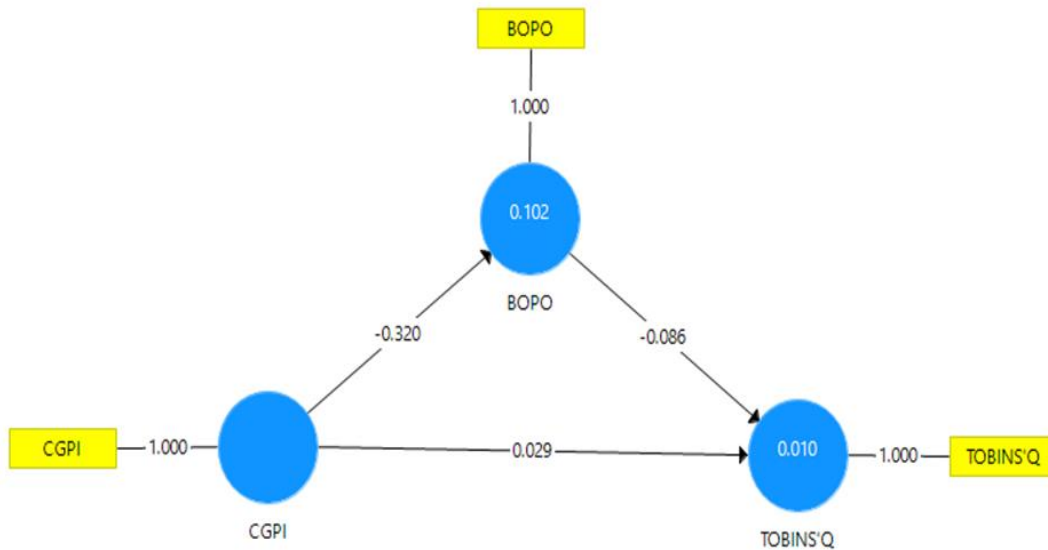 BOPO
1.000
0.102
BOPO
-0.320
-0.086
CGPI
1.000
0.029
0.010
1.000
TOBINS'Q
CGPI
TOBINS'Q